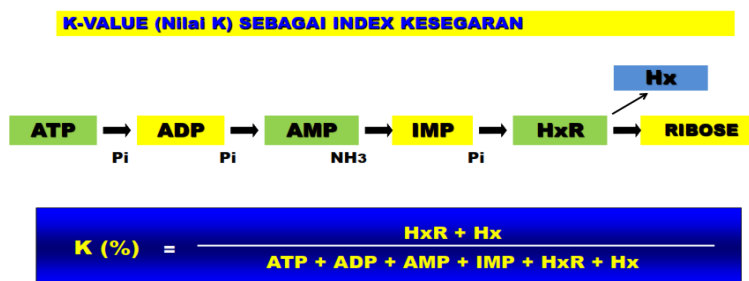 K-VALUE (Nilai K) SEBAGAI INDEX KESEGARAN
Hx
ATP ADP AMP IMP HxR RIBOSE
Pi Pi NH3 Pi
HxR + Hx
K (%) =
ATP + ADP + AMP + IMP + HxR + Hx